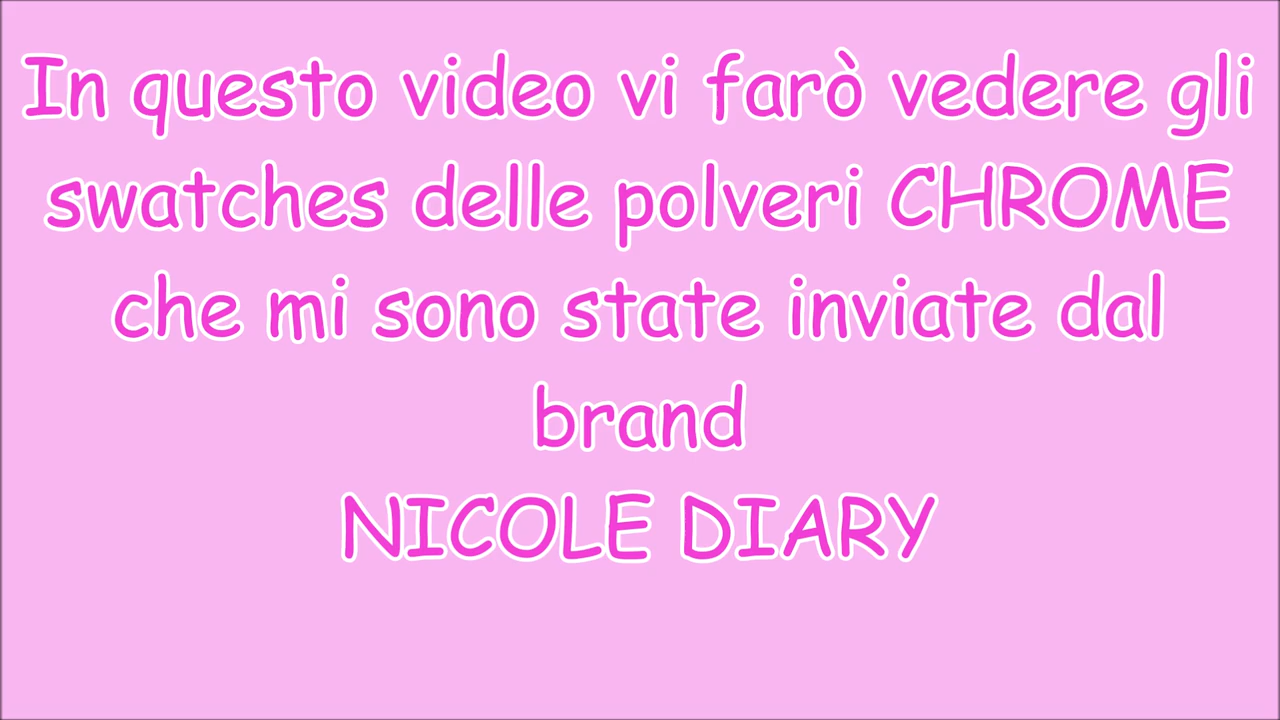 In questo video vi farò vedere gli
swatches delle polveri CHROME
che mi sono state inviate dal
brand
NICOLE DIARY